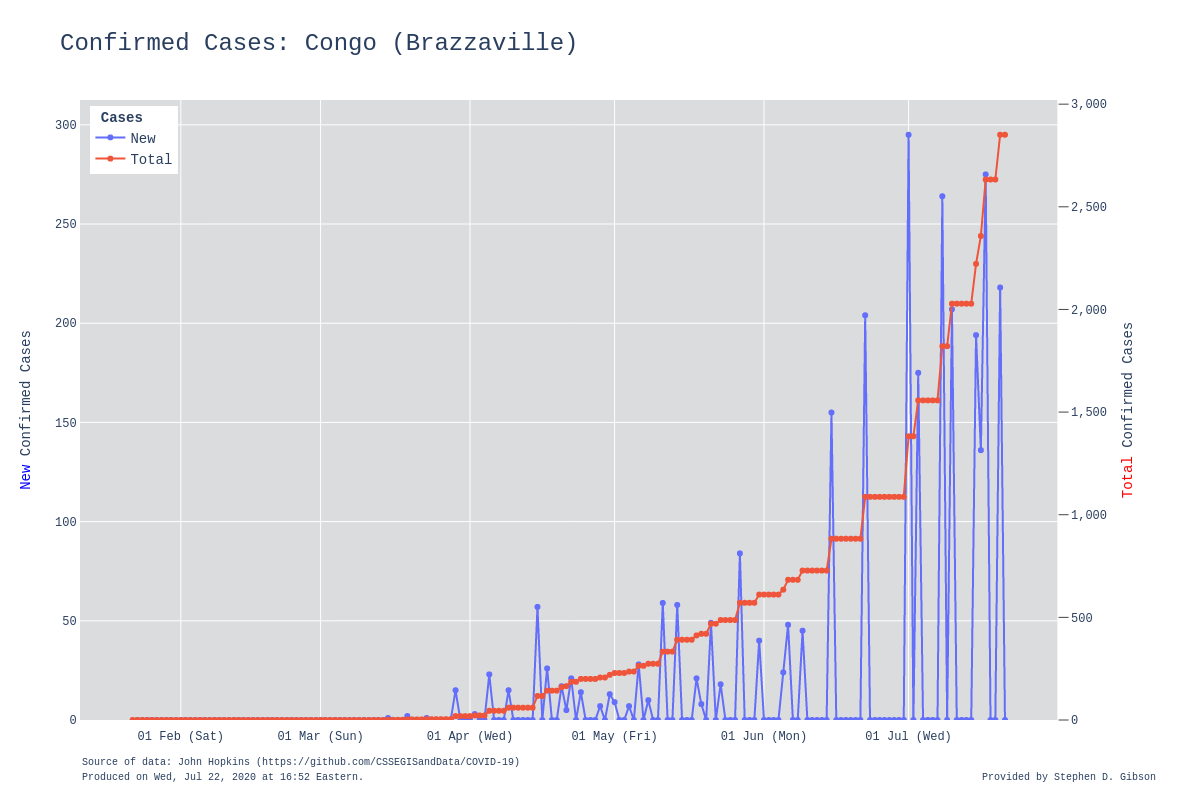 Confirmed Cases: Congo (Brazzaville)
Cases
New
Total
300
250
200
150
100
50
0
New Confirmed Cases
3,000
2,500
2,000
1,500
1,000
500
0
Total Confirmed Cases
01 Feb (Sat)
01 Mar (Sun)
01 Apr (Wed)
01 May (Fri)
01 Jun (Mon)
01 Jul (Wed)
Source of data: John Hopkins (https://github.com/CSSEGISandData/COVID-19)
Produced on Wed, Jul 22, 2020 at 16:52 Eastern.
Provided by Stephen D. Gibson